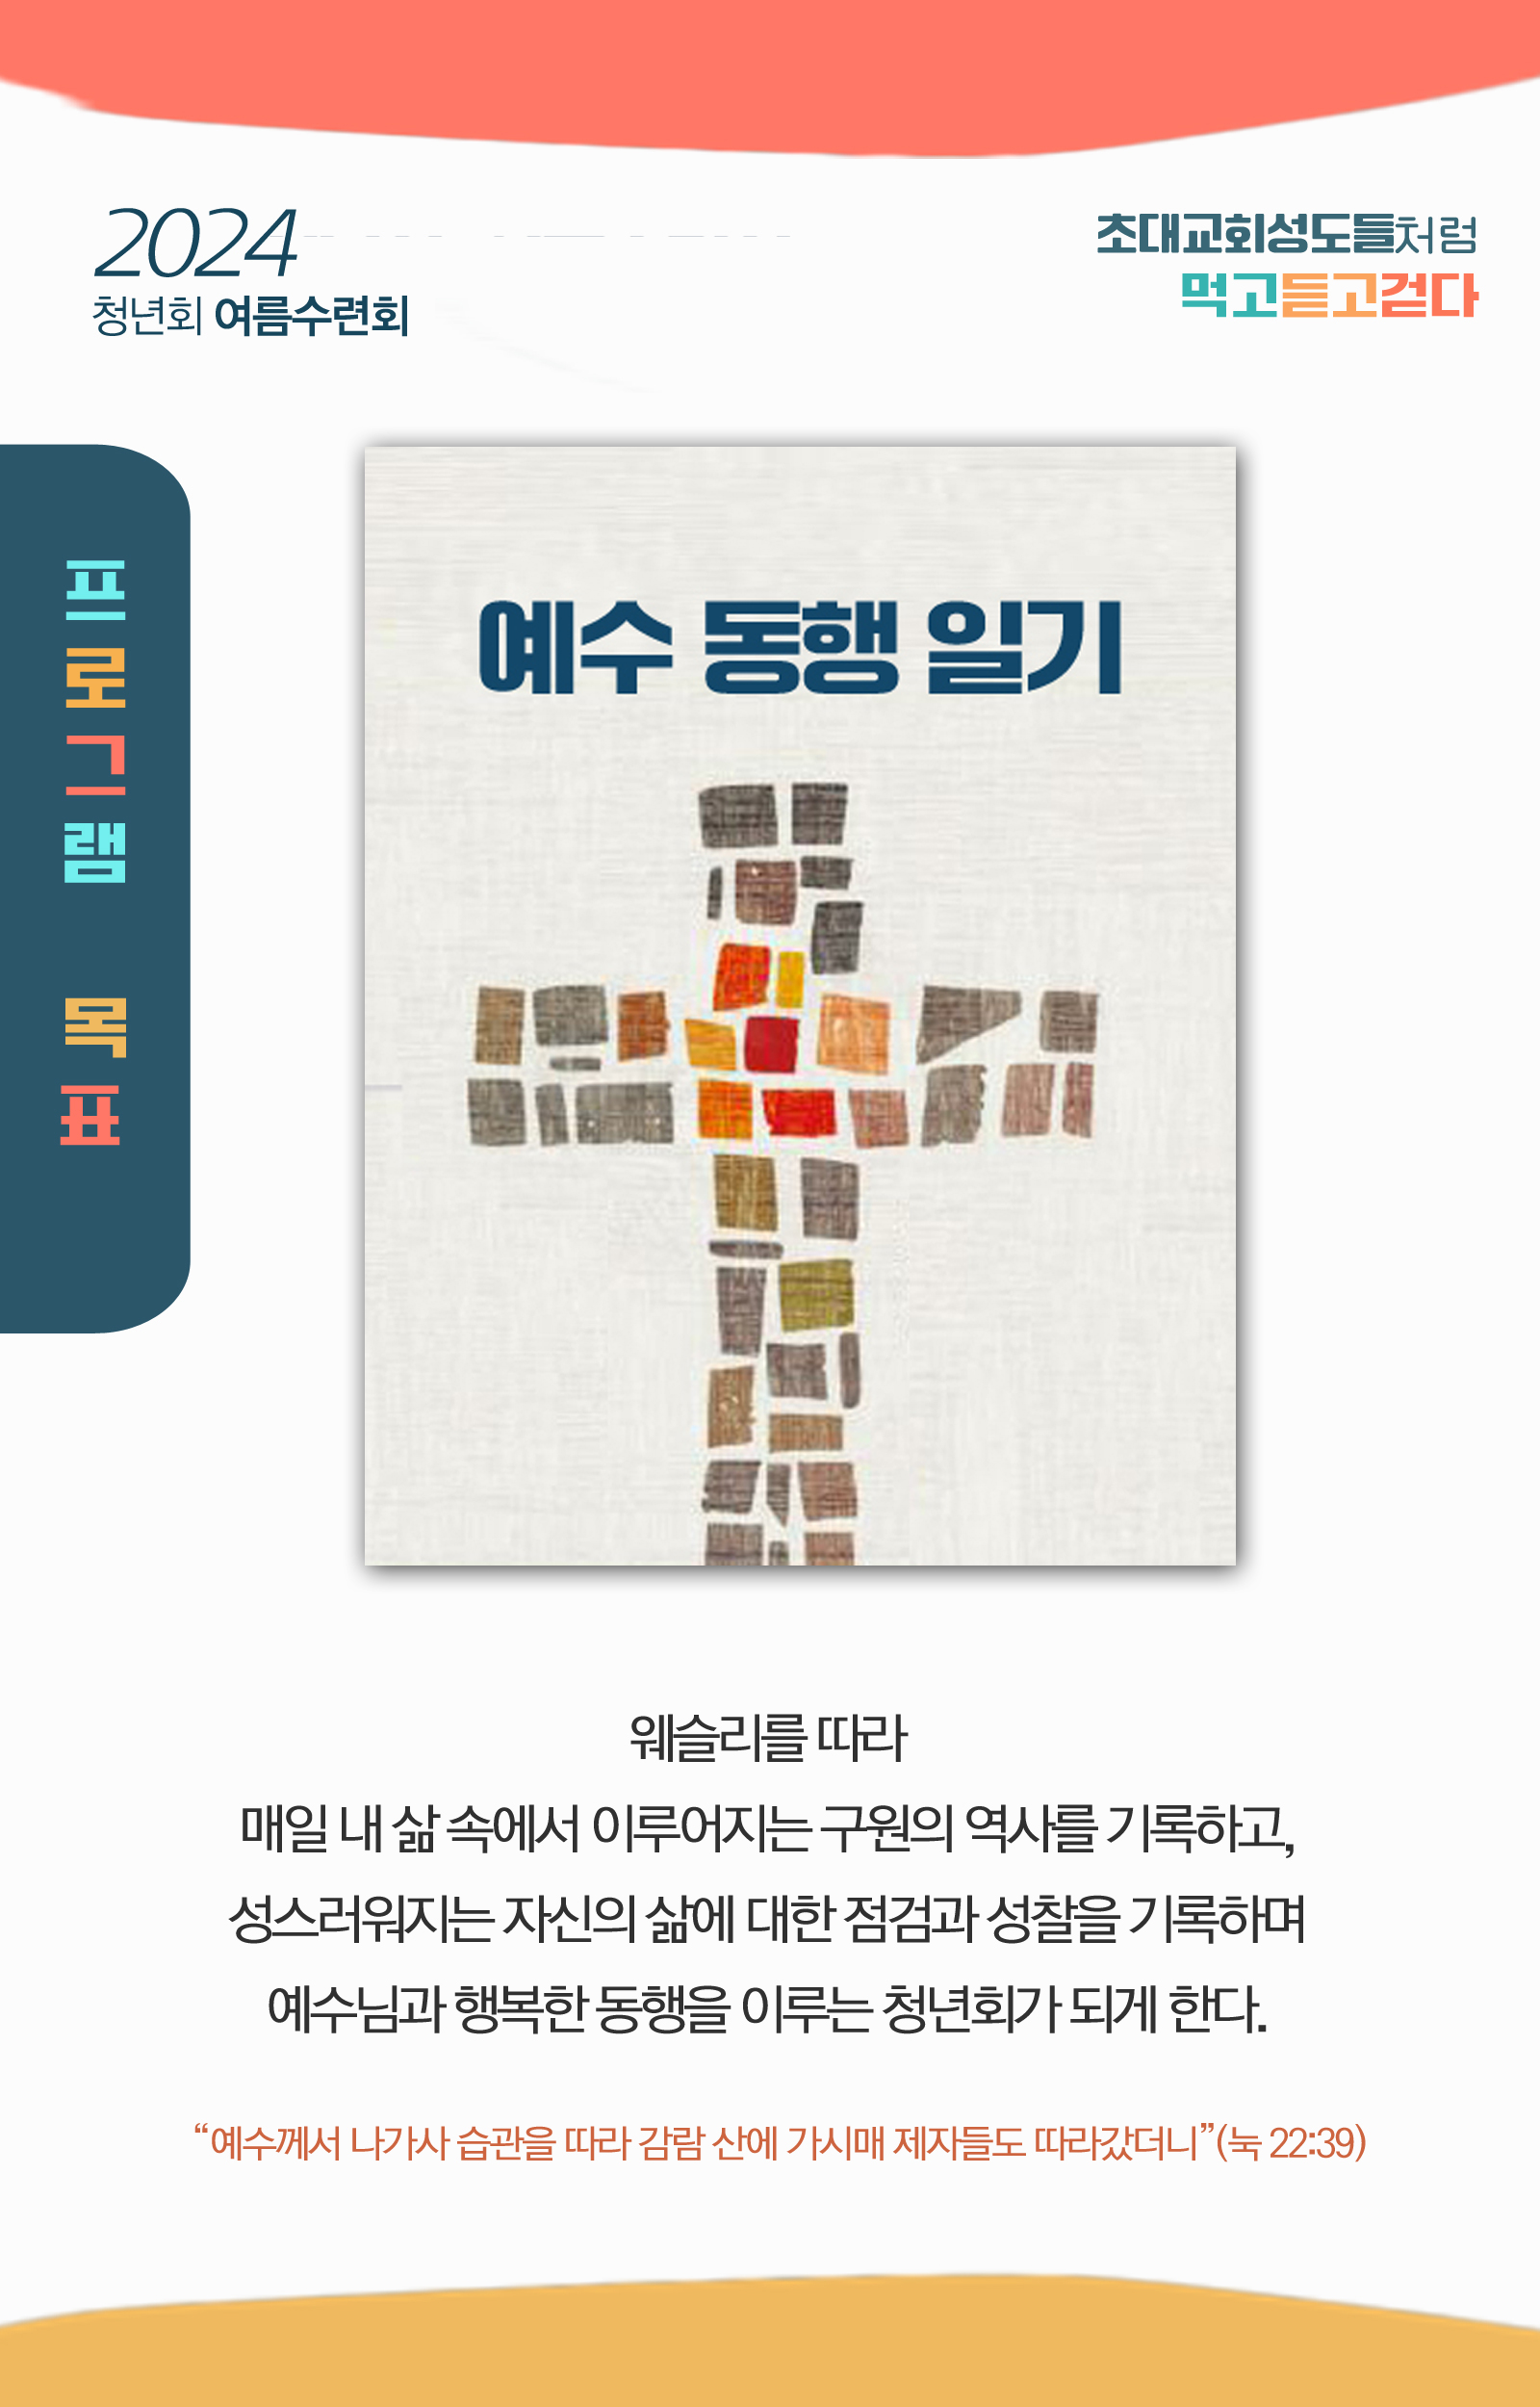 2024
청년회 여름수련회
초대교회성도들처럼
먹고듣고걷다
프로그램 목표
예수 동행 일기
웨슬리를 따라
매일 내 삶 속에서 이루어지는 구원의 역사를 기록하고,
성스러워지는 자신의 삶에 대한 점검과 성찰을 기록하며
예수님과 행복한 동행을 이루는 청년회가 되게 한다.
“예수께서 나가사 습관을 따라 감람 산에 가시매 제자들도 따라갔더니”(눅 22:39)